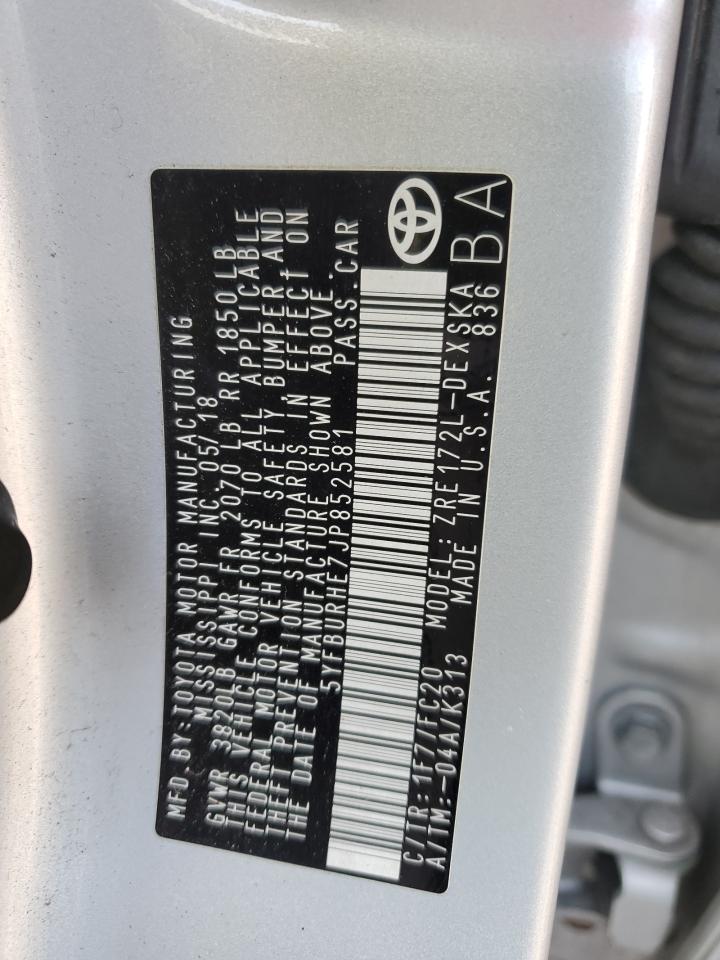 MFD.BY:TOYOTA MOTOR MANUFACTURING
MISSISSIPPI INC. 05/18
GVWR 3820LB GAWR FR 2070 LB RR 1850 LB
THIS VEHICLE CONFORMS TO ALL APPLICABLE
FEDERAL MOTOR VEHICLE SAFETY BUMPER AND
THEFT PREVENTION STANDARDS IN EFFECT ON
THE DATE OF MANUFACTURE SHOWN ABOVE.
5YFBURHE7JP852581 PASS.CAR
C/TR:1F7/FC20 MODEL:ZRE172L-DEXSKA
A/TM:-04A/K313 MADE IN U.S.A. 836
BA